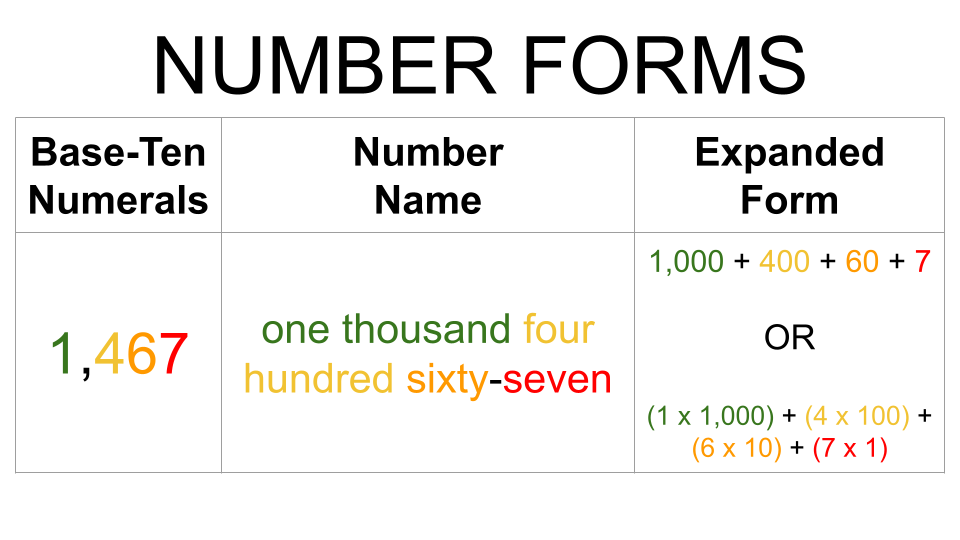 NUMBER FORMS
Base-Ten
Numerals
Number
Name
Expanded
Form
1,467
one thousand four
hundred sixty-seven
1,000 + 400 + 60 + 7
OR
(1 x 1,000) + (4 x 100) +
(6 x 10) + (7 x 1)